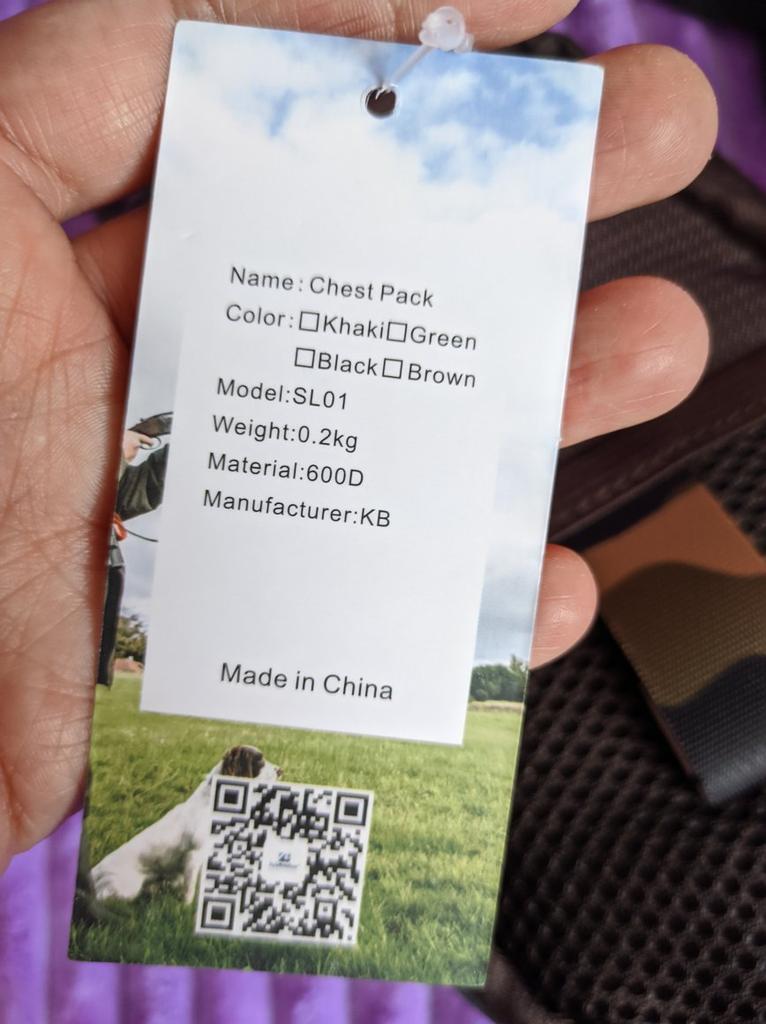 Name: Chest Pack
Color: □Khaki□Green
□Black□Brown
Model:SL01
Weight:0.2kg
Material:600D
Manufacturer:KB
Made in China